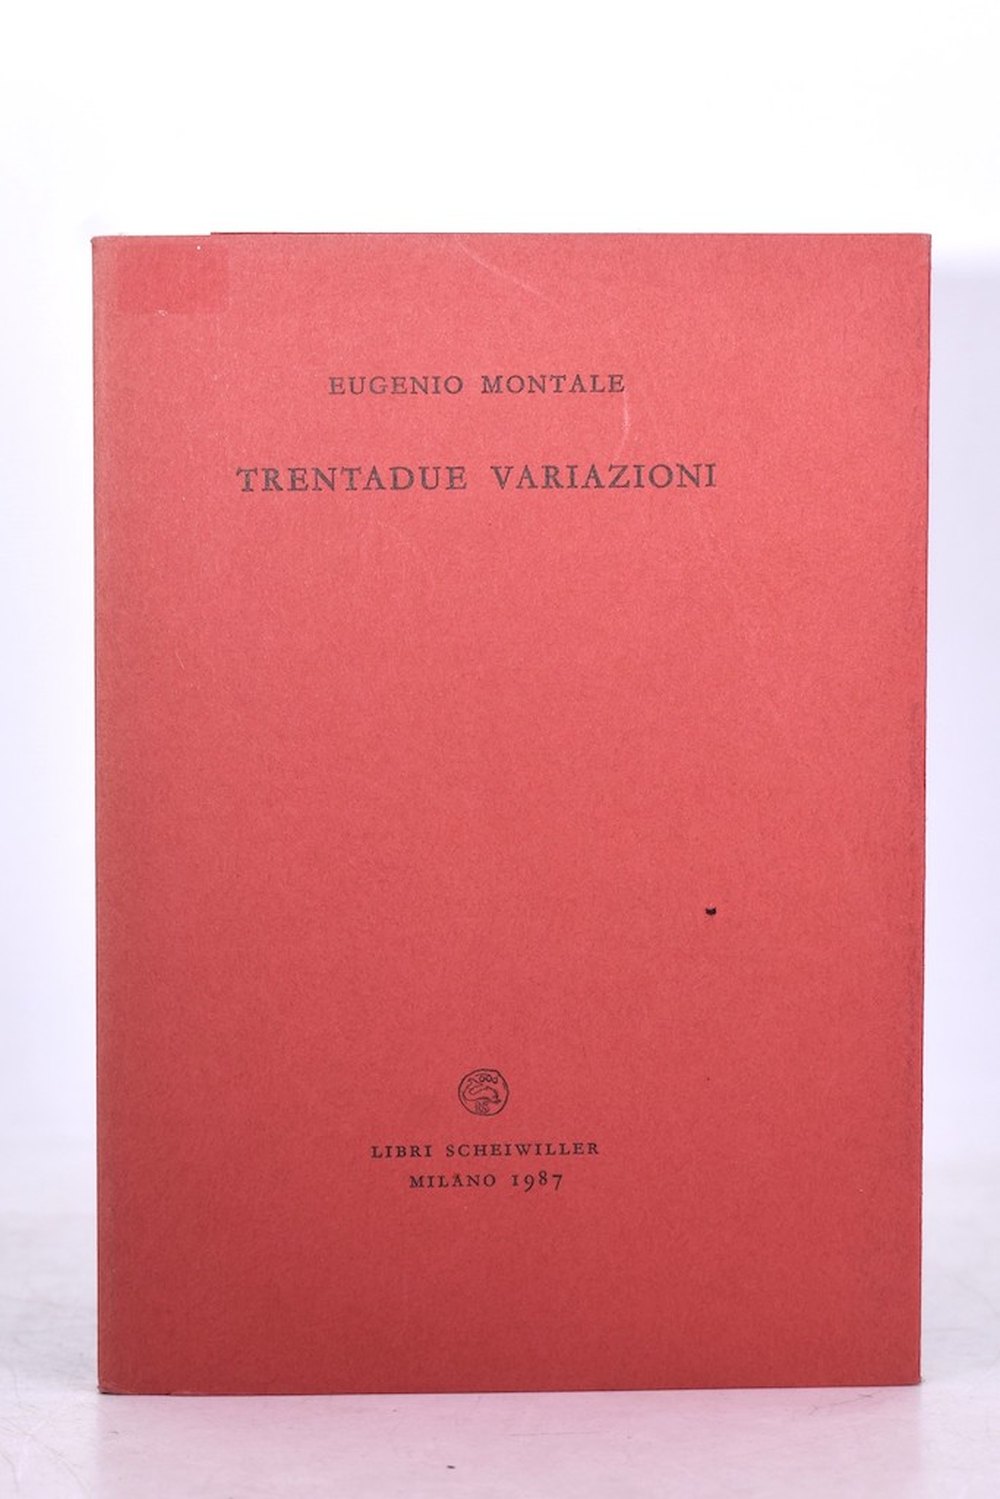 EUGENIO MONTALE
TRENTADUE VARIAZIONI
LIBRI SCHEIWILLER
MILANO 1987